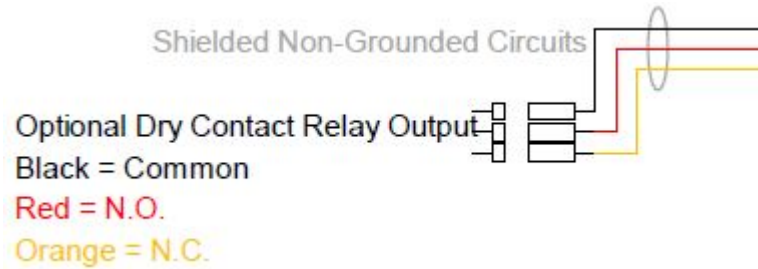 Shielded Non-Grounded Circuits
Optional Dry Contact Relay Output
Black = Common
Red = N.O.
Orange = N.C.